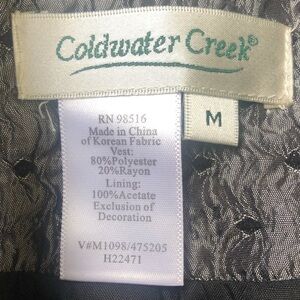 Coldwater Creek®
M
RN 98516
Made in China
of Korean Fabric
Vest:
80%Polyester
20%Rayon
Lining:
100%Acetate
Exclusion of
Decoration
V#M1098/475205
H22471